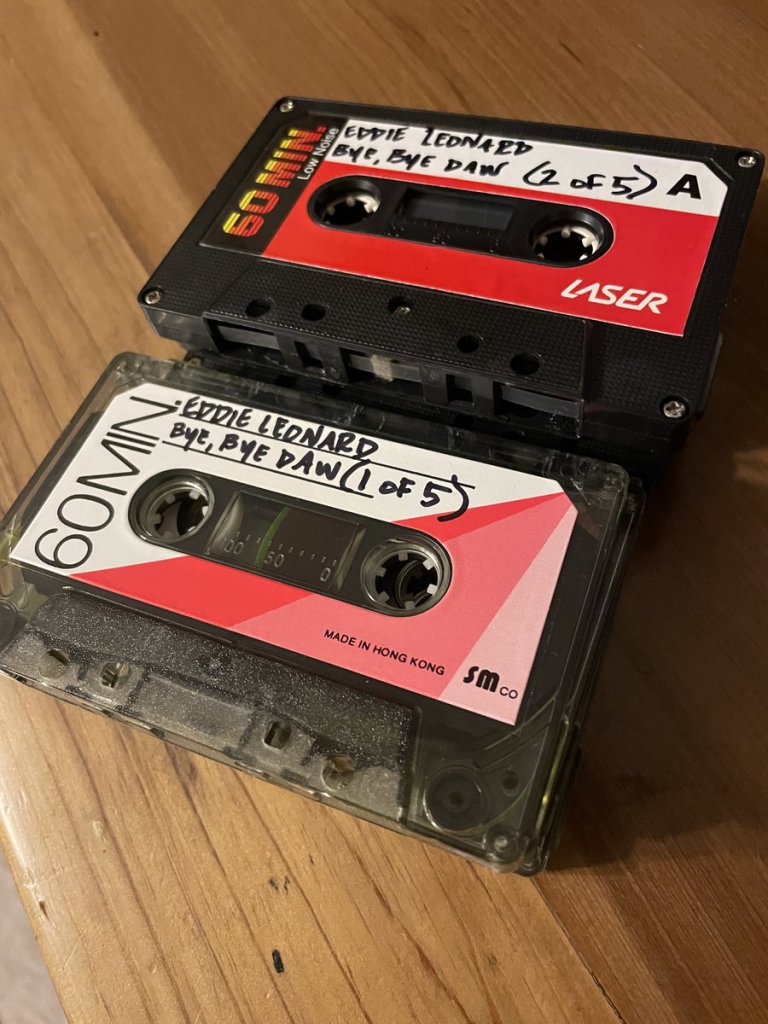 EDDIE LEONARD
BYE, BYE DAW (2 OF 5) A
60 MIN.
Low Noise
LASER
EDDIE LEONARD
BYE, BYE DAW (1 OF 5)
60 MIN.
100 50 0
MADE IN HONG KONG
SM CO